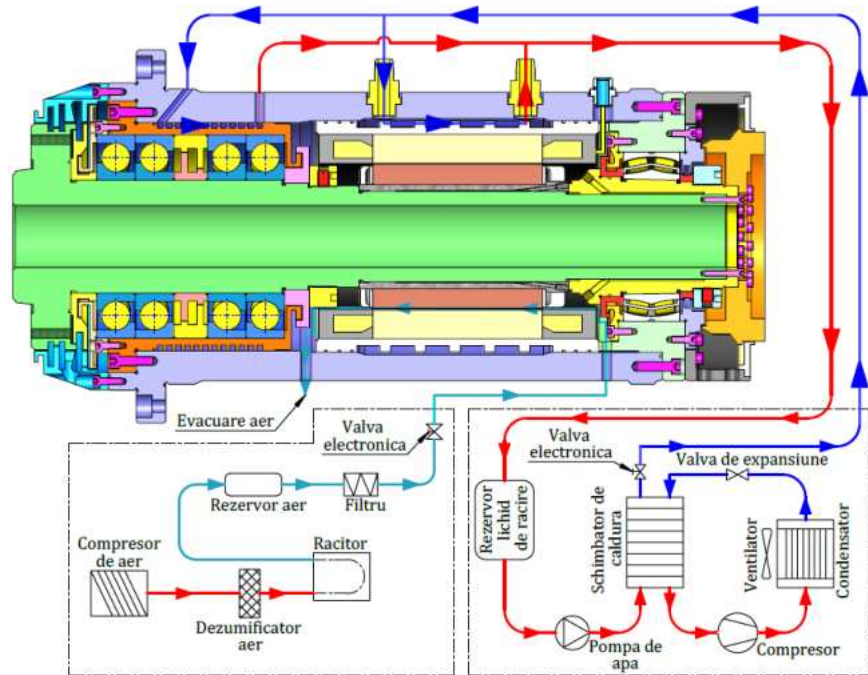 Evacuare aer
Valva
electronica
Rezervor aer
Filtru
Compresor
de aer
Racitor
Dezumificator
aer
Valva
electronica
Valva de expansiune
Rezervor
lichid
de racire
Schimbator de
caldura
Ventilator
Condensator
Pompa de
apa
Compresor